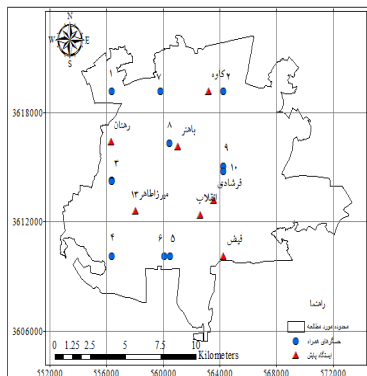 N
W E
S
۱
۷
کاوه ۲
3618000
رهنان
۸
باهنر
۹
۱۰
فرشادی
۳
میرزاطاهر ۱۳
انقلاب
3612000
۴
۶ ۵
فیض
راهنما
محدوده مورد مطالعه
حسگرهای همراه
ایستگاه پایش
3606000
0 1.25 2.5 5 7.5 10
Kilometers
552000 556000 560000 564000 568000 572000